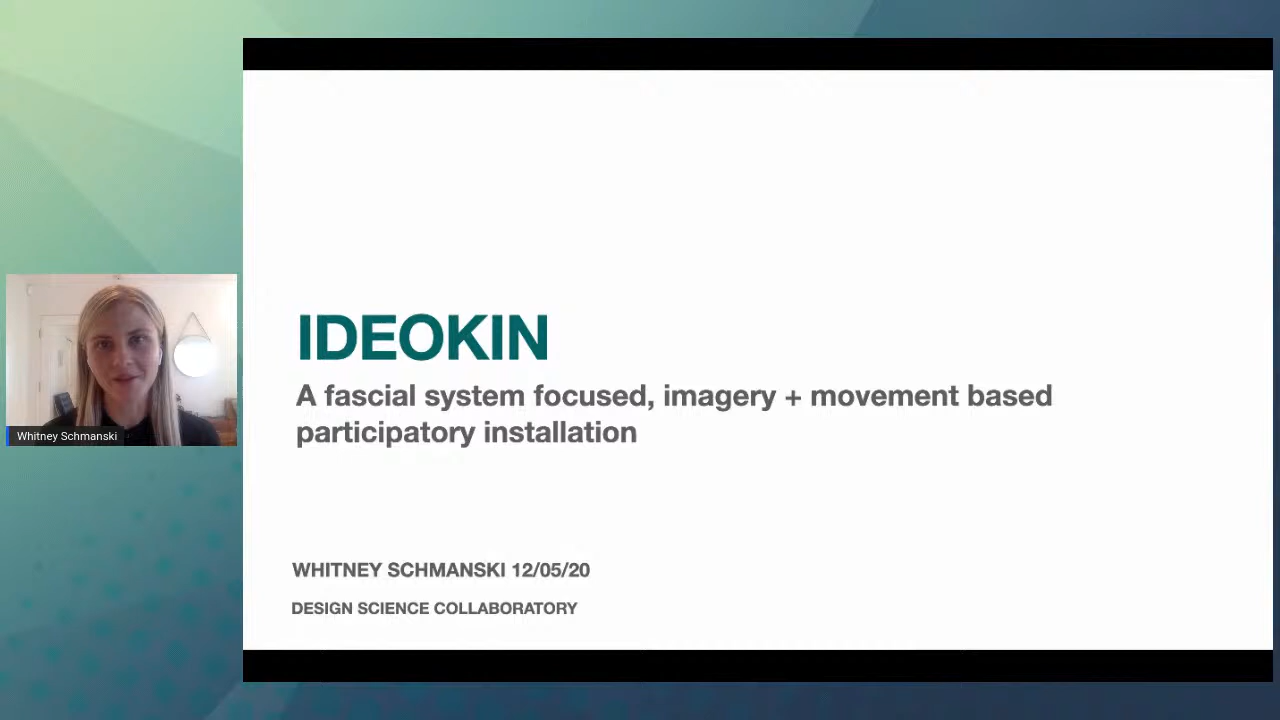 IDEOKIN
A fascial system focused, imagery + movement based
participatory installation
Whitney Schmanski
WHITNEY SCHMANSKI 12/05/20
DESIGN SCIENCE COLLABORATORY